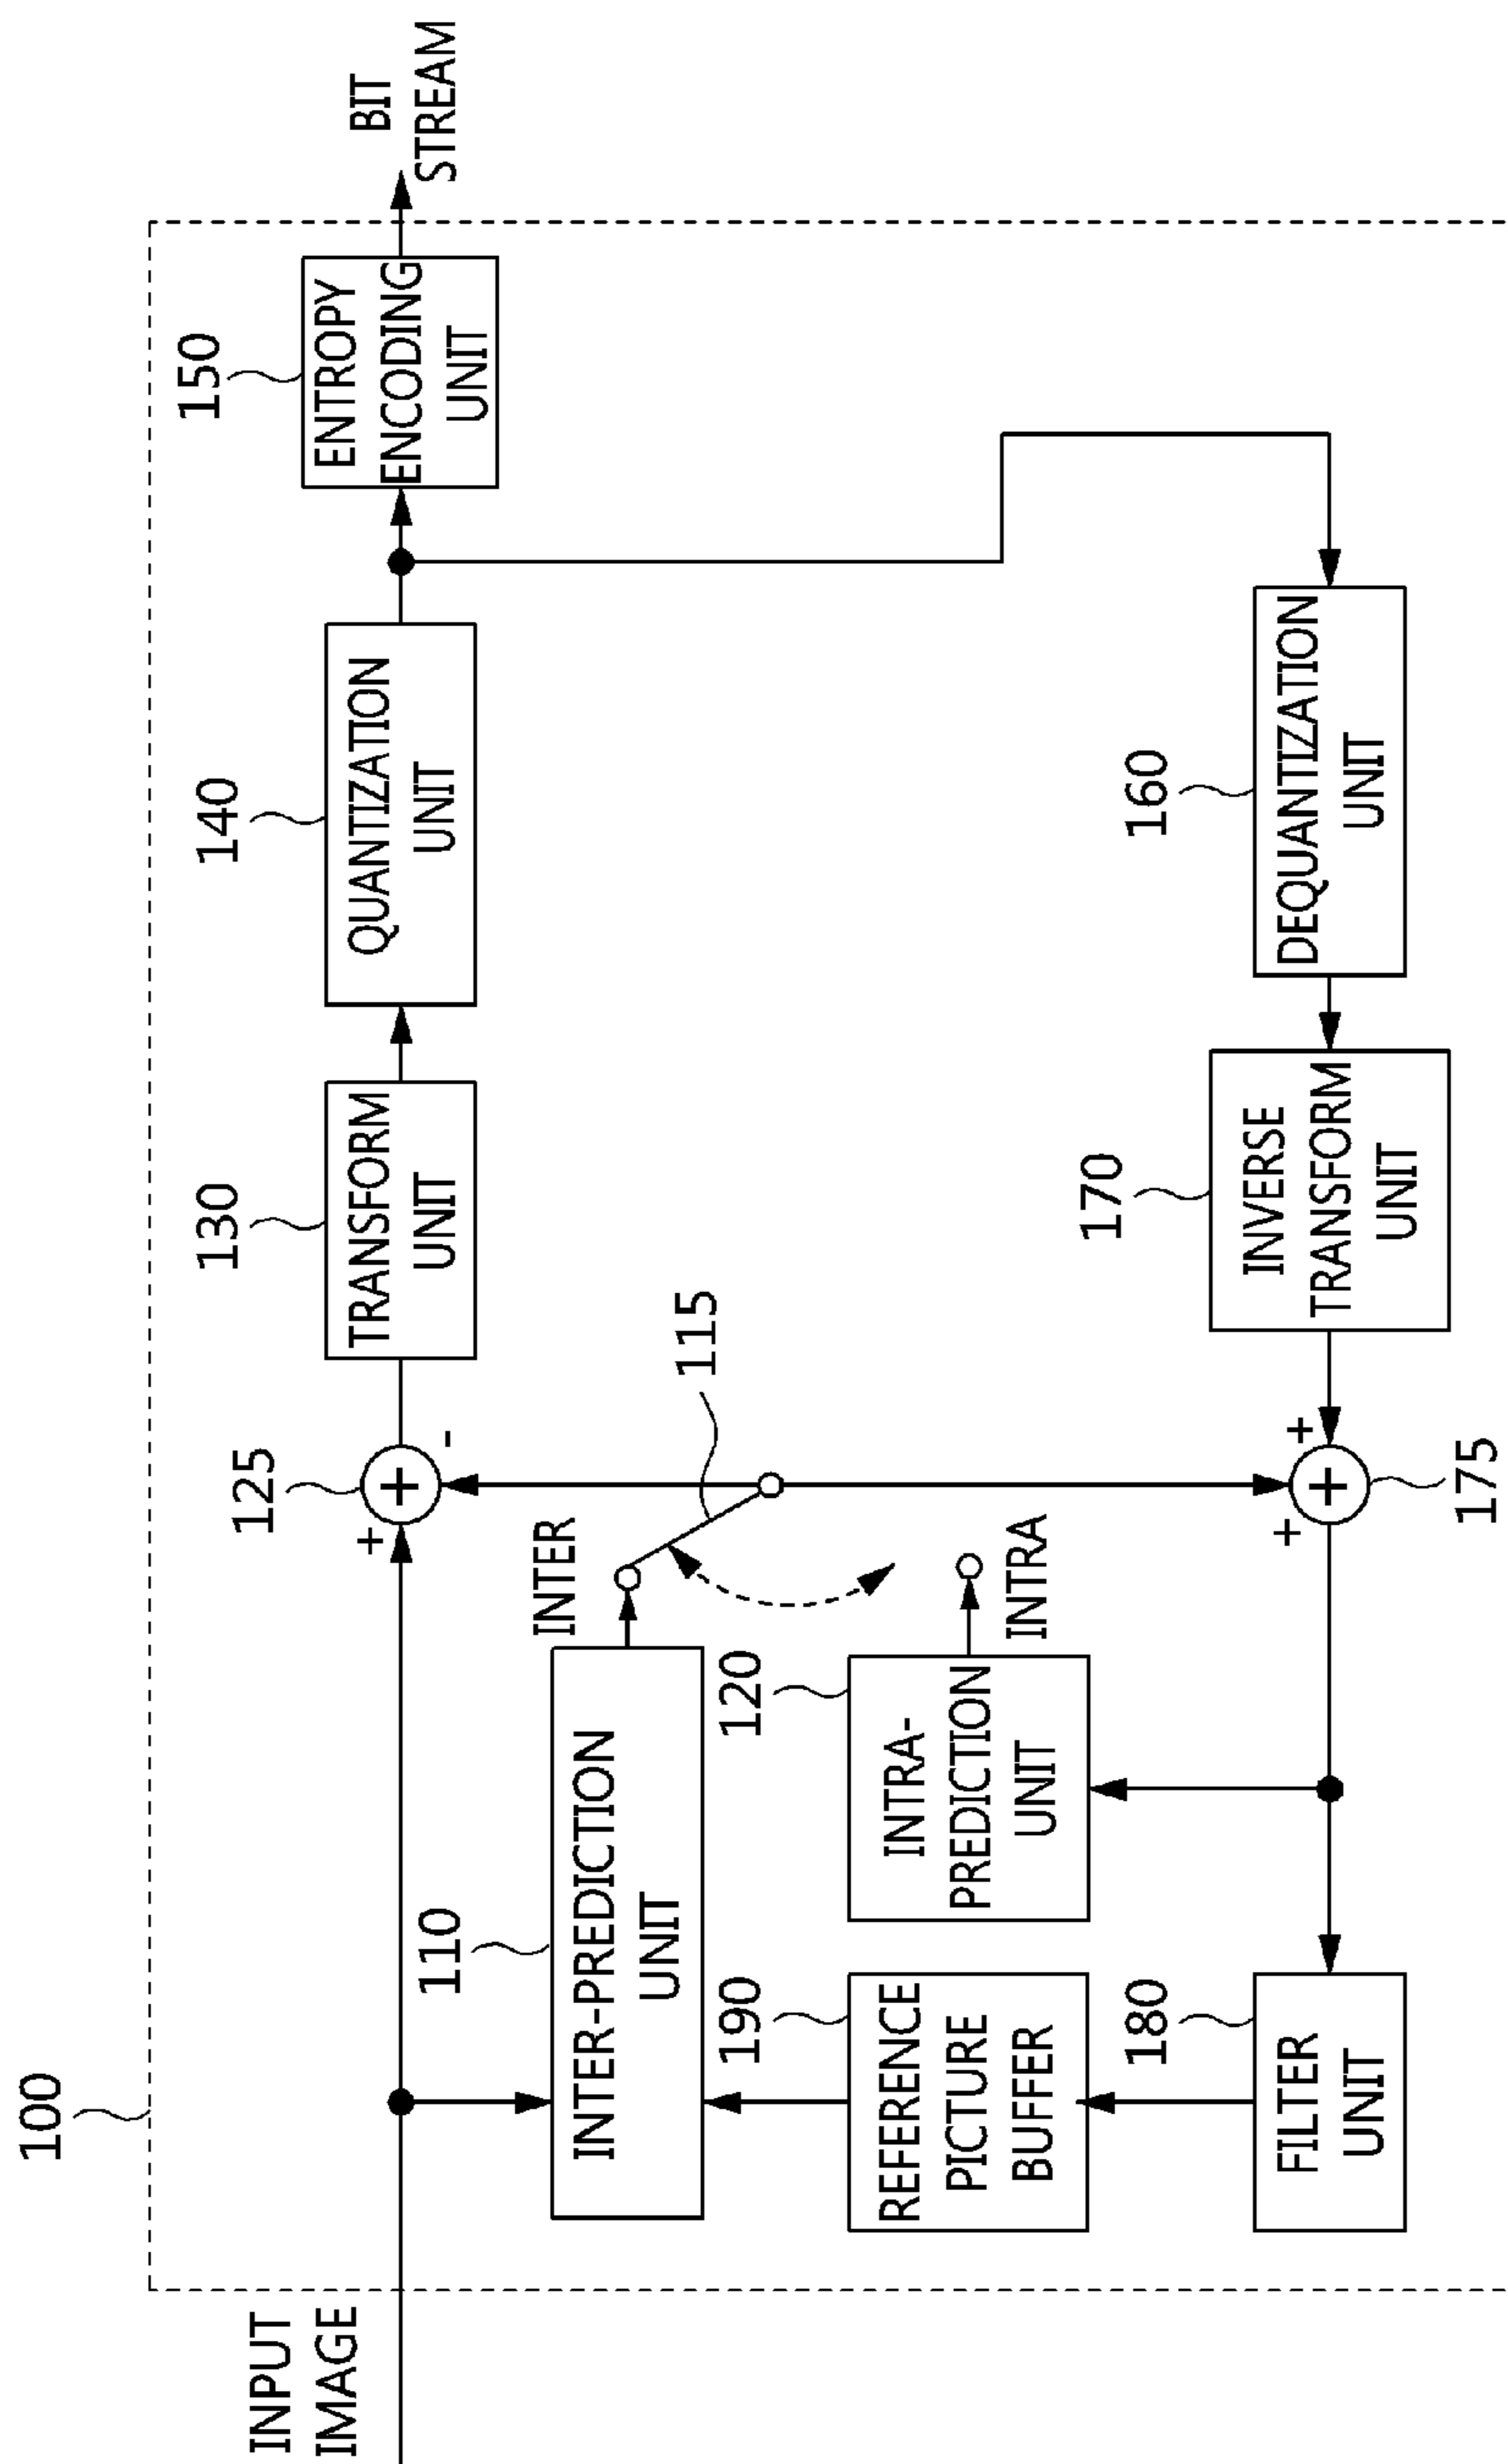 100
INPUT
IMAGE
125
+
+
-
130
TRANSFORM
UNIT
140
QUANTIZATION
UNIT
150
ENTROPY
ENCODING
UNIT
BIT
STREAM
110
INTER-PREDICTION
UNIT
INTER
115
190
REFERENCE
PICTURE
BUFFER
120
INTRA-
PREDICTION
UNIT
INTRA
180
FILTER
UNIT
+
+
+
175
170
INVERSE
TRANSFORM
UNIT
160
DEQUANTIZATION
UNIT